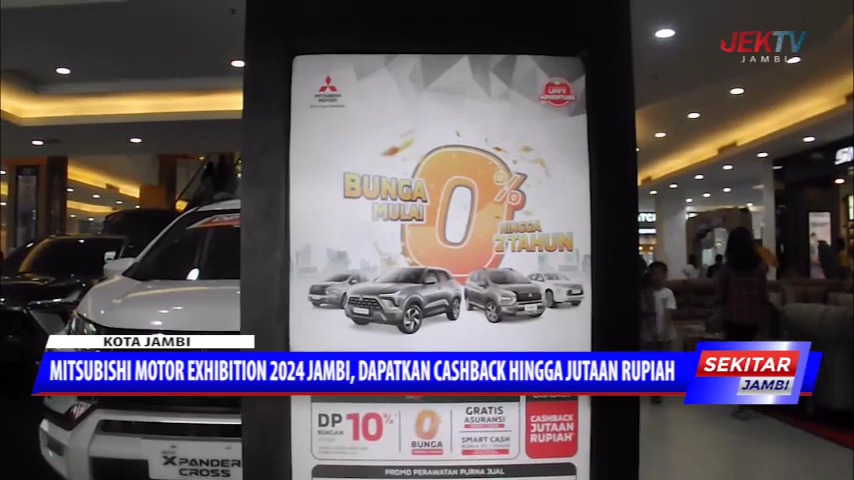 JEKTV
JAMBI
MITSUBISHI
MOTORS
BUNGA
MULAI
0%
HINGGA
2 TAHUN
KOTA JAMBI
MITSUBISHI MOTOR EXHIBITION 2024 JAMBI, DAPATKAN CASHBACK HINGGA JUTAAN RUPIAH
SEKITAR
JAMBI
DP
RINGAN
10%
0%
BUNGA
GRATIS
ASURANSI
SMART CASH
CASHBACK
JUTAAN
RUPIAH*
PROMO PERAWATAN PURNA JUAL
XPANDER
CROSS